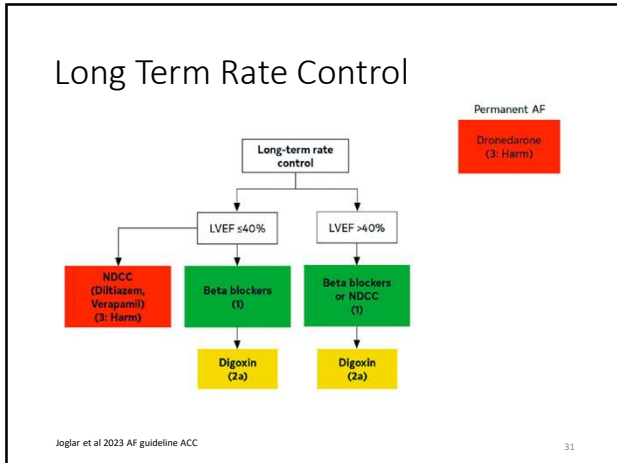 Long Term Rate Control
Permanent AF
Dronedarone
(3: Harm)
Long-term rate
control
LVEF ≤40%
LVEF >40%
NDCC
(Diltiazem,
Verapamil)
(3: Harm)
Beta blockers
(1)
Beta blockers
or NDCC
(1)
Digoxin
(2a)
Digoxin
(2a)
Joglar et al 2023 AF guideline ACC
31